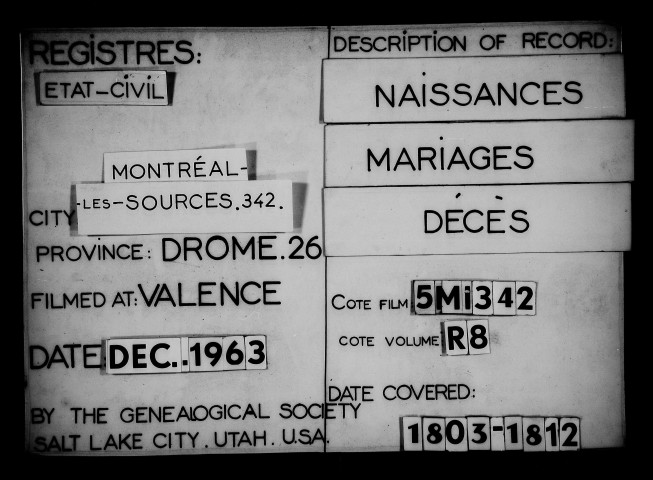 REGISTRES:
ETAT-CIVIL
MONTRÉAL-
CITY -LES-SOURCES.342.
PROVINCE: DROME.26
FILMED AT: VALENCE
DATE DEC..1963
BY THE GENEALOGICAL SOCIETY
SALT LAKE CITY. UTAH. U.S.A.
DESCRIPTION OF RECORD:
NAISSANCES
MARIAGES
DÉCÈS
COTE FILM 5Mi342
COTE VOLUME R8
DATE COVERED:
1803-1812